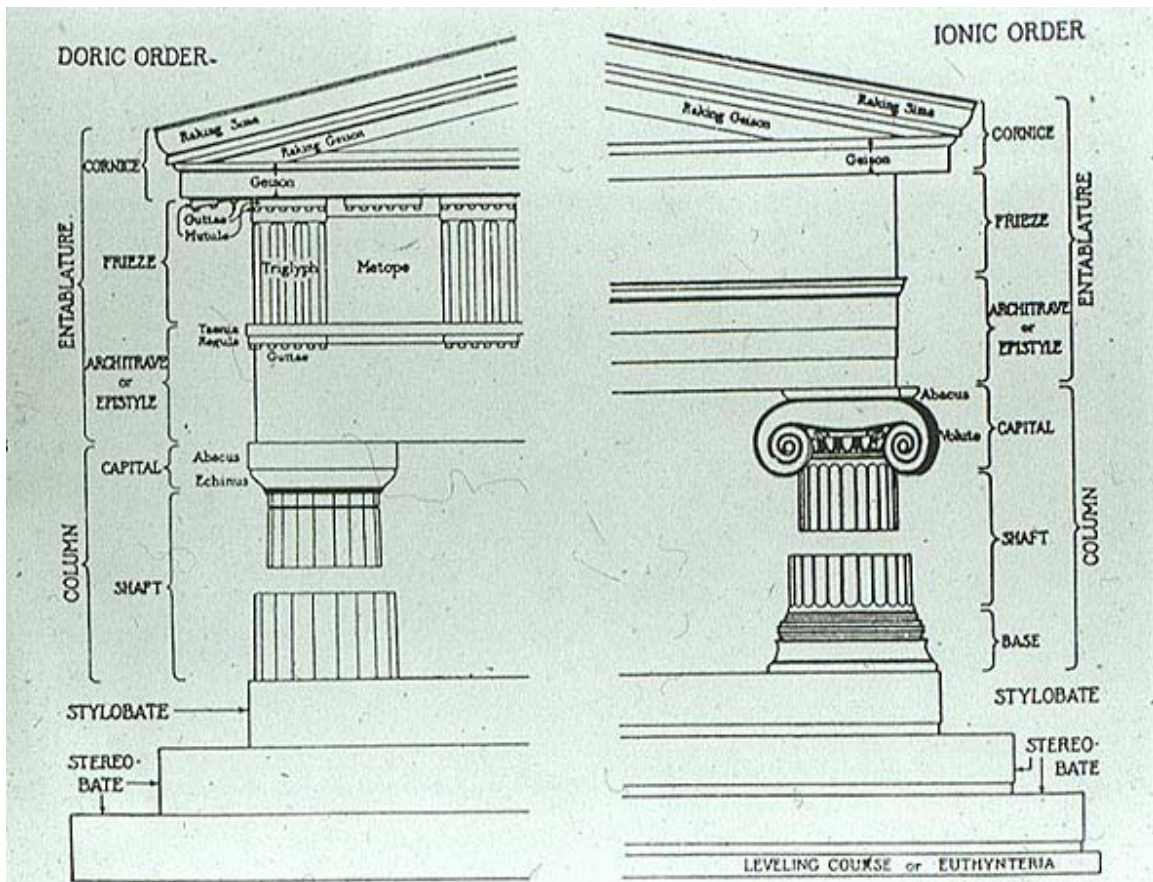 DORIC ORDER.
Raking Sima
Raking Geison
CORNICE
Geison
Guttae
Mutule
FRIEZE
Triglyph
Metope
ENTABLATURE
Taenia
Regula
Guttae
ARCHITRAVE
or
EPISTYLE
Abacus
CAPITAL
Echinus
COLUMN
SHAFT
STYLOBATE
STEREO-
BATE
IONIC ORDER
Raking Sima
Raking Geison
CORNICE
Geison
FRIEZE
ENTABLATURE
ARCHITRAVE
or
EPISTYLE
Abacus
CAPITAL
Volute
SHAFT
COLUMN
BASE
STYLOBATE
STEREO-
BATE
LEVELING COURSE or EUTHYNTERIA